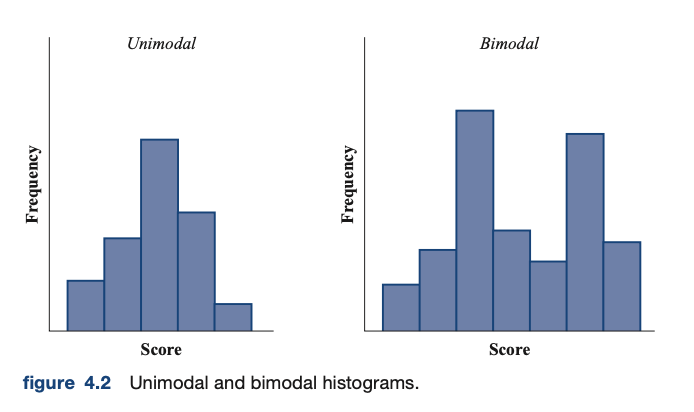 Unimodal
Bimodal
Frequency
Frequency
Score
Score
figure 4.2 Unimodal and bimodal histograms.